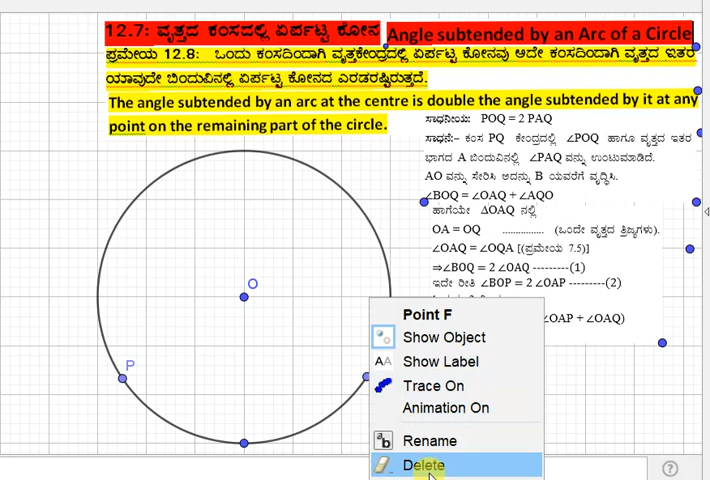 12.7: ವೃತ್ತದ ಕಂಸದಲ್ಲಿ ಏರ್ಪಟ್ಟ ಕೋನ Angle subtended by an Arc of a Circle
ಪ್ರಮೇಯ 12.8: ಒಂದು ಕಂಸದಿಂದಾಗಿ ವೃತ್ತಕೇಂದ್ರದಲ್ಲಿ ಏರ್ಪಟ್ಟ ಕೋನವು ಅದೇ ಕಂಸದಿಂದಾಗಿ ವೃತ್ತದ ಇತರ
ಯಾವುದೇ ಬಿಂದುವಿನಲ್ಲಿ ಏರ್ಪಟ್ಟ ಕೋನದ ಎರಡರಷ್ಟಿರುತ್ತದೆ.
The angle subtended by an arc at the centre is double the angle subtended by it at any
point on the remaining part of the circle.
ಸಾಧನೀಯ: POQ = 2 PAQ
ಸಾಧನೆ:- ಕಂಸ PQ ಕೇಂದ್ರದಲ್ಲಿ ∠POQ ಹಾಗೂ ವೃತ್ತದ ಇತರ
ಭಾಗದ A ಬಿಂದುವಿನಲ್ಲಿ ∠PAQ ವನ್ನು ಉಂಟುಮಾಡಿದೆ.
AO ವನ್ನು ಸೇರಿಸಿ ಅದನ್ನು B ಯವರೆಗೆ ವೃದ್ಧಿಸಿ.
∠BOQ = ∠OAQ + ∠AQO
ಹಾಗೆಯೇ ∆OAQ ನಲ್ಲಿ
OA = OQ ................ (ಒಂದೇ ವೃತ್ತದ ತ್ರಿಜ್ಯಗಳು).
∠OAQ = ∠OQA [(ಪ್ರಮೇಯ 7.5)]
⇒∠BOQ = 2 ∠OAQ ---------(1)
ಇದೇ ರೀತಿ ∠BOP = 2 ∠OAP ---------(2)
∠OAP + ∠OAQ)
O
P
Point F
Show Object
AA Show Label
Trace On
Animation On
ab Rename
Delete